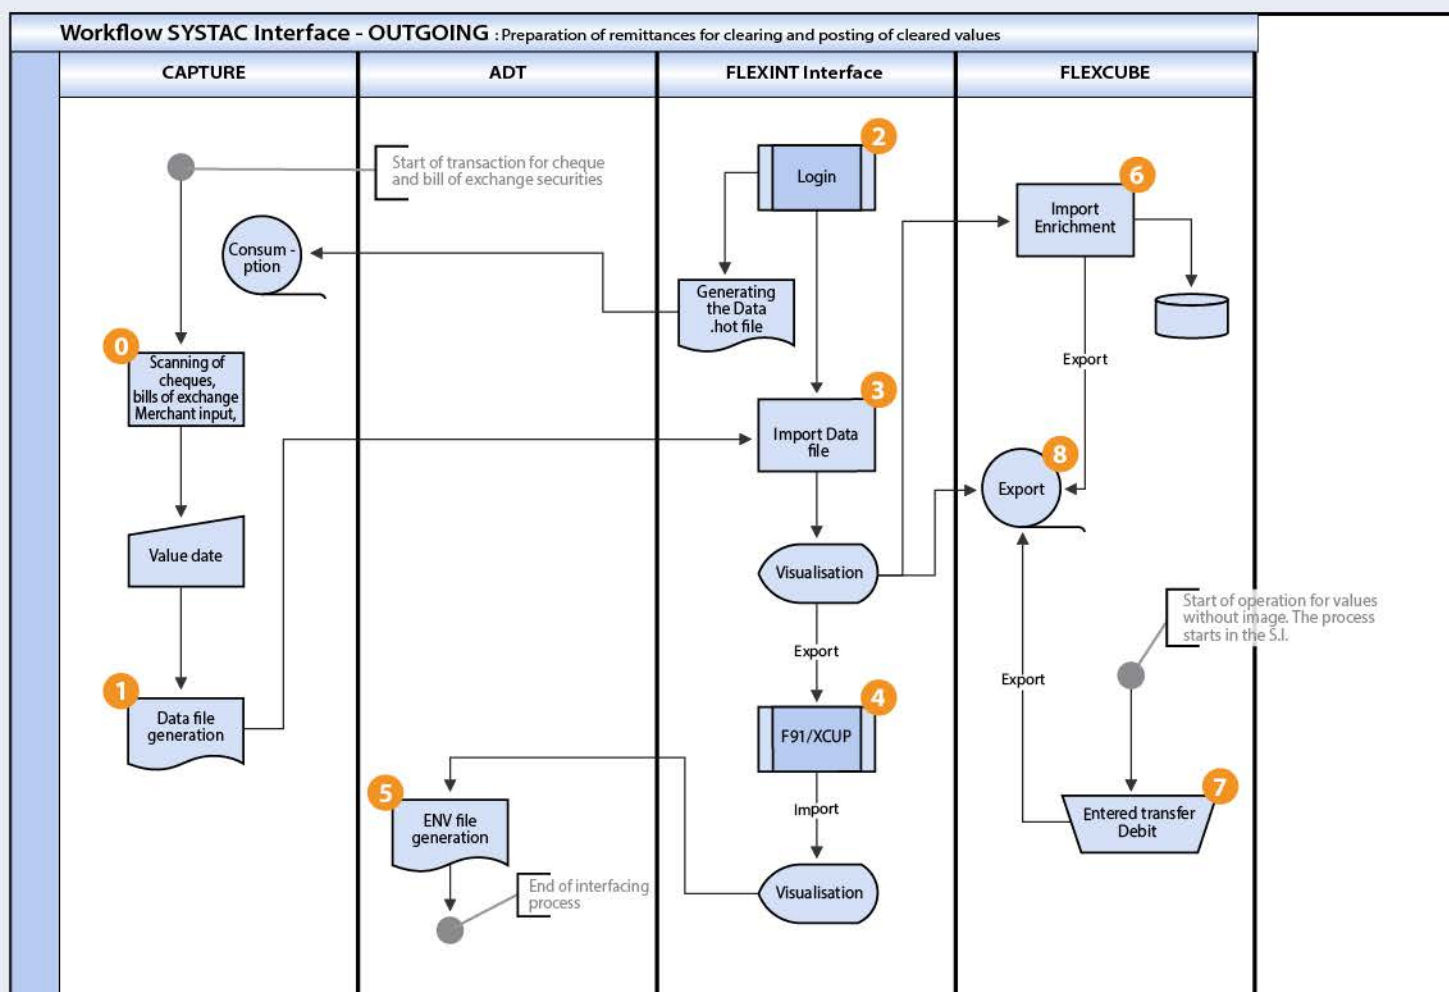 Workflow SYSTAC Interface - OUTGOING : Preparation of remittances for clearing and posting of cleared values
CAPTURE
ADT
FLEXINT Interface
FLEXCUBE
Start of transaction for cheque
and bill of exchange securities
Consum -
ption
0
Scanning of
cheques,
bills of exchange
Merchant input,
Value date
1
Data file
generation
5
ENV file
generation
End of interfacing
process
2
Login
Generating
the Data
.hot file
3
Import Data
file
Visualisation
Export
4
F91/XCUP
Import
Visualisation
6
Import
Enrichment
Export
8
Export
Start of operation for values
without image. The process
starts in the S.I.
Export
7
Entered transfer
Debit